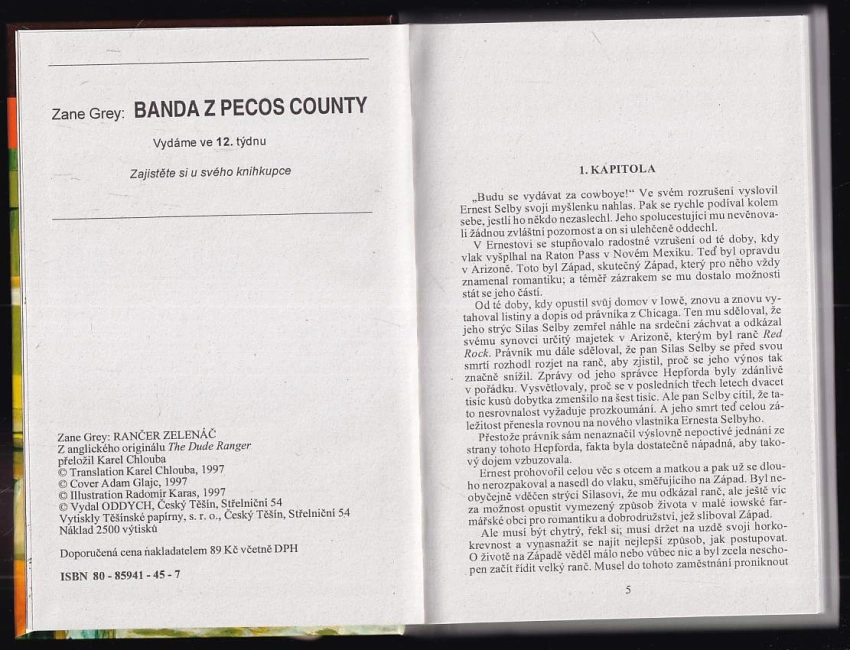 Zane Grey: BANDA Z PECOS COUNTY
Vydáme ve 12. týdnu
Zajistěte si u svého knihkupce
Zane Grey: RANČER ZELENÁČ
Z anglického originálu The Dude Ranger
přeložil Karel Chlouba
© Translation Karel Chlouba, 1997
© Cover Adam Glajc, 1997
© Illustration Radomír Karas, 1997
© Vydal ODDYCH, Český Těšín, Střelniční 54
Vytiskly Těšínské papírny, s. r. o., Český Těšín, Střelniční 54
Náklad 2500 výtisků
Doporučená cena nakladatelem 89 Kč včetně DPH
ISBN 80 - 85941 - 45 - 7
1. KAPITOLA
„Budu se vydávat za cowboye!“ Ve svém rozrušení vyslovil
Ernest Selby svoji myšlenku nahlas. Pak se rychle podíval kolem
sebe, jestli ho někdo nezaslechl. Jeho spolucestující mu nevěnova-
li žádnou zvláštní pozornost a on si ulehčeně oddechl.
V Ernestovi se stupňovalo radostné vzrušení od té doby, kdy
vlak vyšplhal na Raton Pass v Novém Mexiku. Teď byl opravdu
v Arizoně. Toto byl Západ, skutečný Západ, který pro něho vždy
znamenal romantiku; a téměř zázrakem se mu dostalo možnosti
stát se jeho částí.
Od té doby, kdy opustil svůj domov v Iowě, znovu a znovu vy-
tahoval listiny a dopis od právníka z Chicaga. Ten mu sděloval, že
jeho strýc Silas Selby zemřel náhle na srdeční záchvat a odkázal
svému synovci určitý majetek v Arizoně, kterým byl ranč Red
Rock. Právník mu dále sděloval, že pan Silas Selby se před svou
smrtí rozhodl rozjet na ranč, aby zjistil, proč se jeho výnos tak
značně snížil. Zprávy od jeho správce Hepforda byly zdánlivě
v pořádku. Vysvětlovaly, proč se v posledních třech letech dvacet
tisíc kusů dobytka zmenšilo na šest tisíc. Ale pan Selby cítil, že ta-
to nesrovnalost vyžaduje prozkoumání. A jeho smrt teď celou zá-
ležitost přenesla rovnou na nového vlastníka Ernesta Selbyho.
Přestože právník sám nenaznačil výslovně nepoctivé jednání ze
strany tohoto Hepforda, fakta byla dostatečně nápadná, aby tako-
vý dojem vzbuzovala.
Ernest prohovořil celou věc s otcem a matkou a pak už se dlou-
ho nerozpakoval a nasedl do vlaku, směřujícího na Západ. Byl ne-
obyčejně vděčen strýci Silasovi, že mu odkázal ranč, ale ještě víc
za možnost opustit vymezený způsob života v malé iowské far-
mářské obci pro romantiku a dobrodružství, jež sliboval Západ.
Ale musí být chytrý, řekl si; musí držet na uzdě svoji horko-
krevnost a vynasnažit se najít nejlepší způsob, jak postupovat.
O životě na Západě věděl málo nebo vůbec nic a byl zcela nescho-
pen začít řídit velký ranč. Musel do tohoto zaměstnání proniknout
5